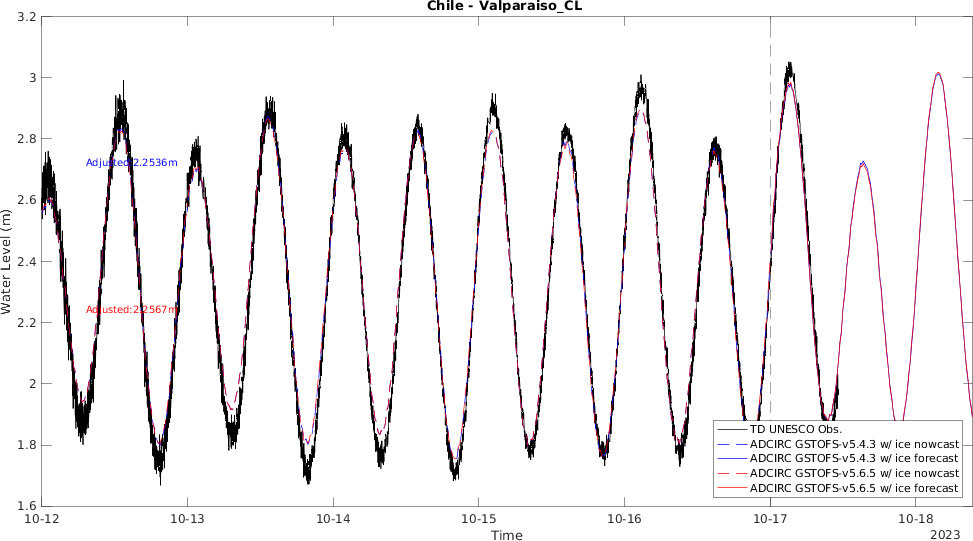 Chile - Valparaiso_CL
3.2
3
2.8
2.6
2.4
2.2
2
1.8
1.6
Water Level (m)
Adjusted:2.2536m
Adjusted:2.2567m
TD UNESCO Obs.
ADCIRC GSTOFS-v5.4.3 w/ ice nowcast
ADCIRC GSTOFS-v5.4.3 w/ ice forecast
ADCIRC GSTOFS-v5.6.5 w/ ice nowcast
ADCIRC GSTOFS-v5.6.5 w/ ice forecast
10-12 10-13 10-14 10-15 10-16 10-17 10-18
Time
2023